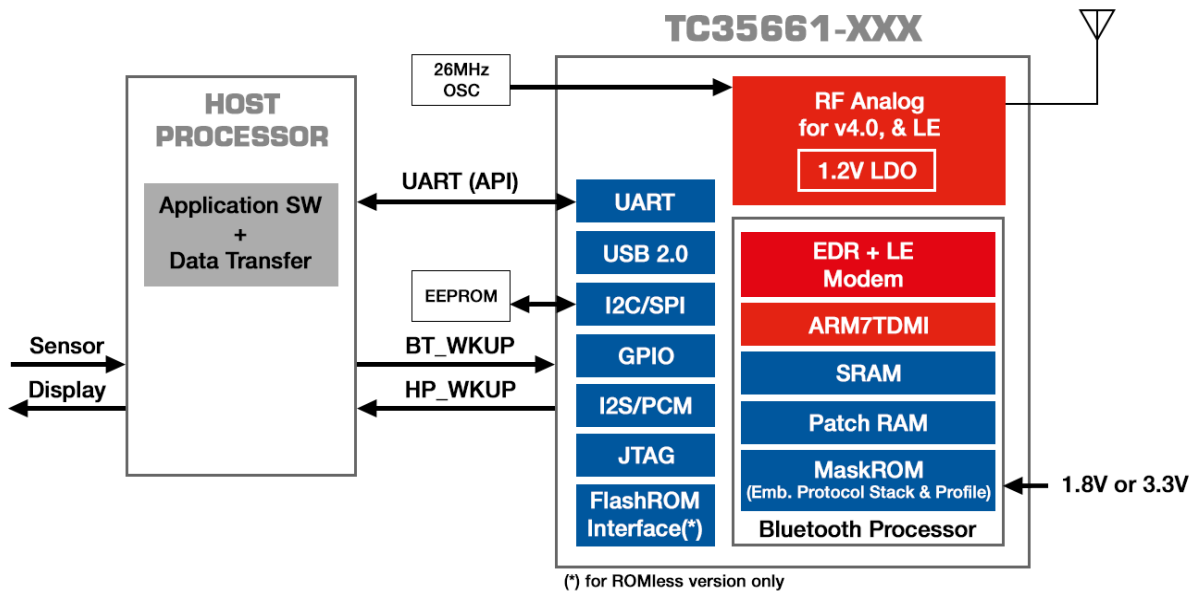 TC35661-XXX
26MHz
OSC
HOST
PROCESSOR
Application SW
+
Data Transfer
Sensor
Display
UART (API)
EEPROM
BT_WKUP
HP_WKUP
UART
USB 2.0
I2C/SPI
GPIO
I2S/PCM
JTAG
FlashROM
Interface(*)
RF Analog
for v4.0, & LE
1.2V LDO
EDR + LE
Modem
ARM7TDMI
SRAM
Patch RAM
MaskROM
(Emb. Protocol Stack & Profile)
Bluetooth Processor
1.8V or 3.3V
(*) for ROMless version only